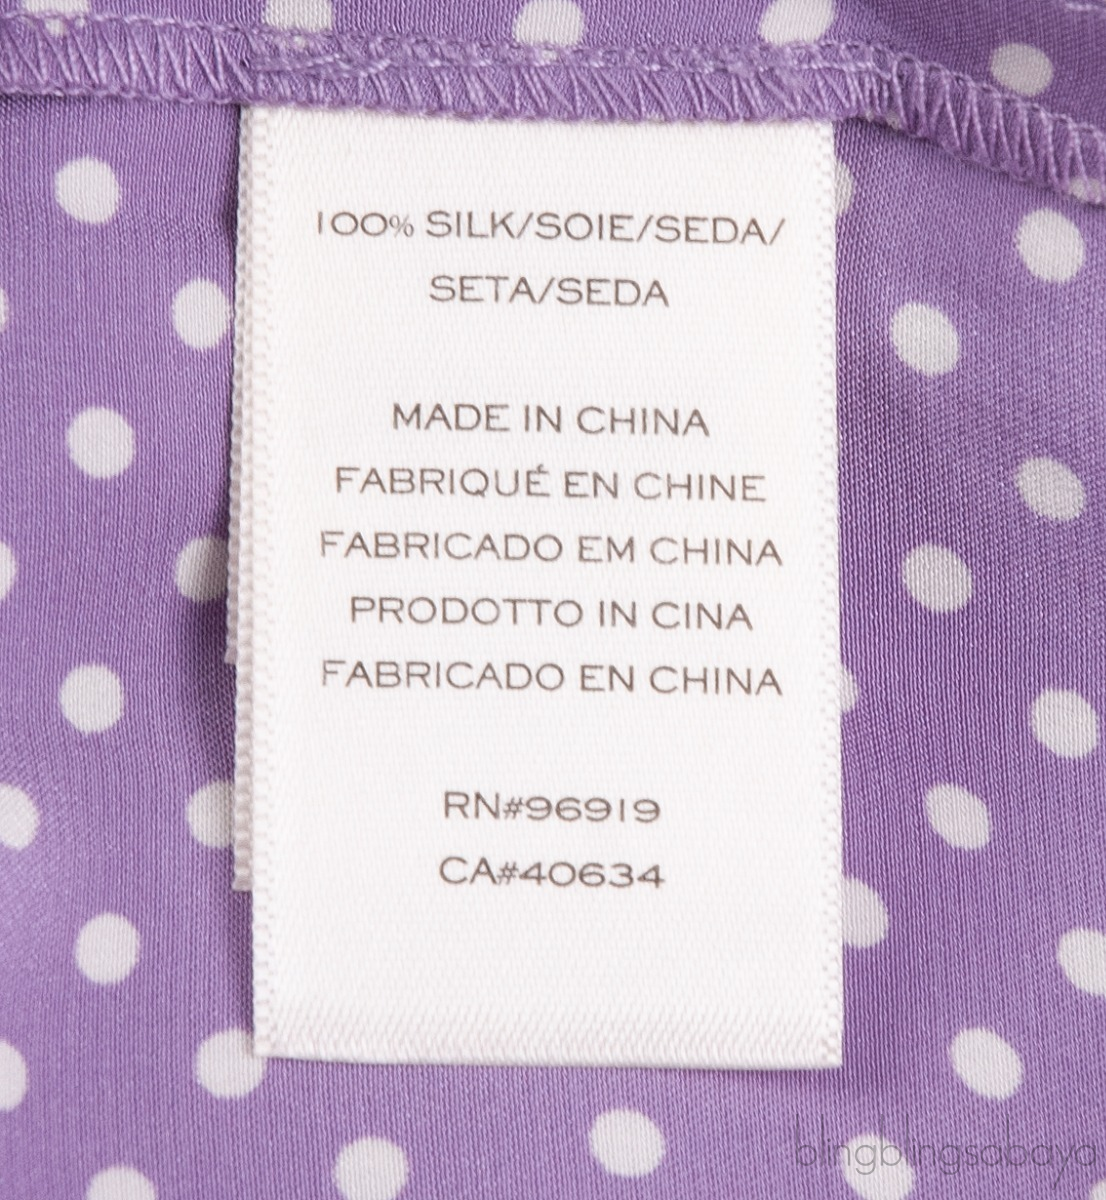 100% SILK/SOIE/SEDA/
SETA/SEDA
MADE IN CHINA
FABRIQUÉ EN CHINE
FABRICADO EM CHINA
PRODOTTO IN CINA
FABRICADO EN CHINA
RN#96919
CA#40634
blingblingsabaya